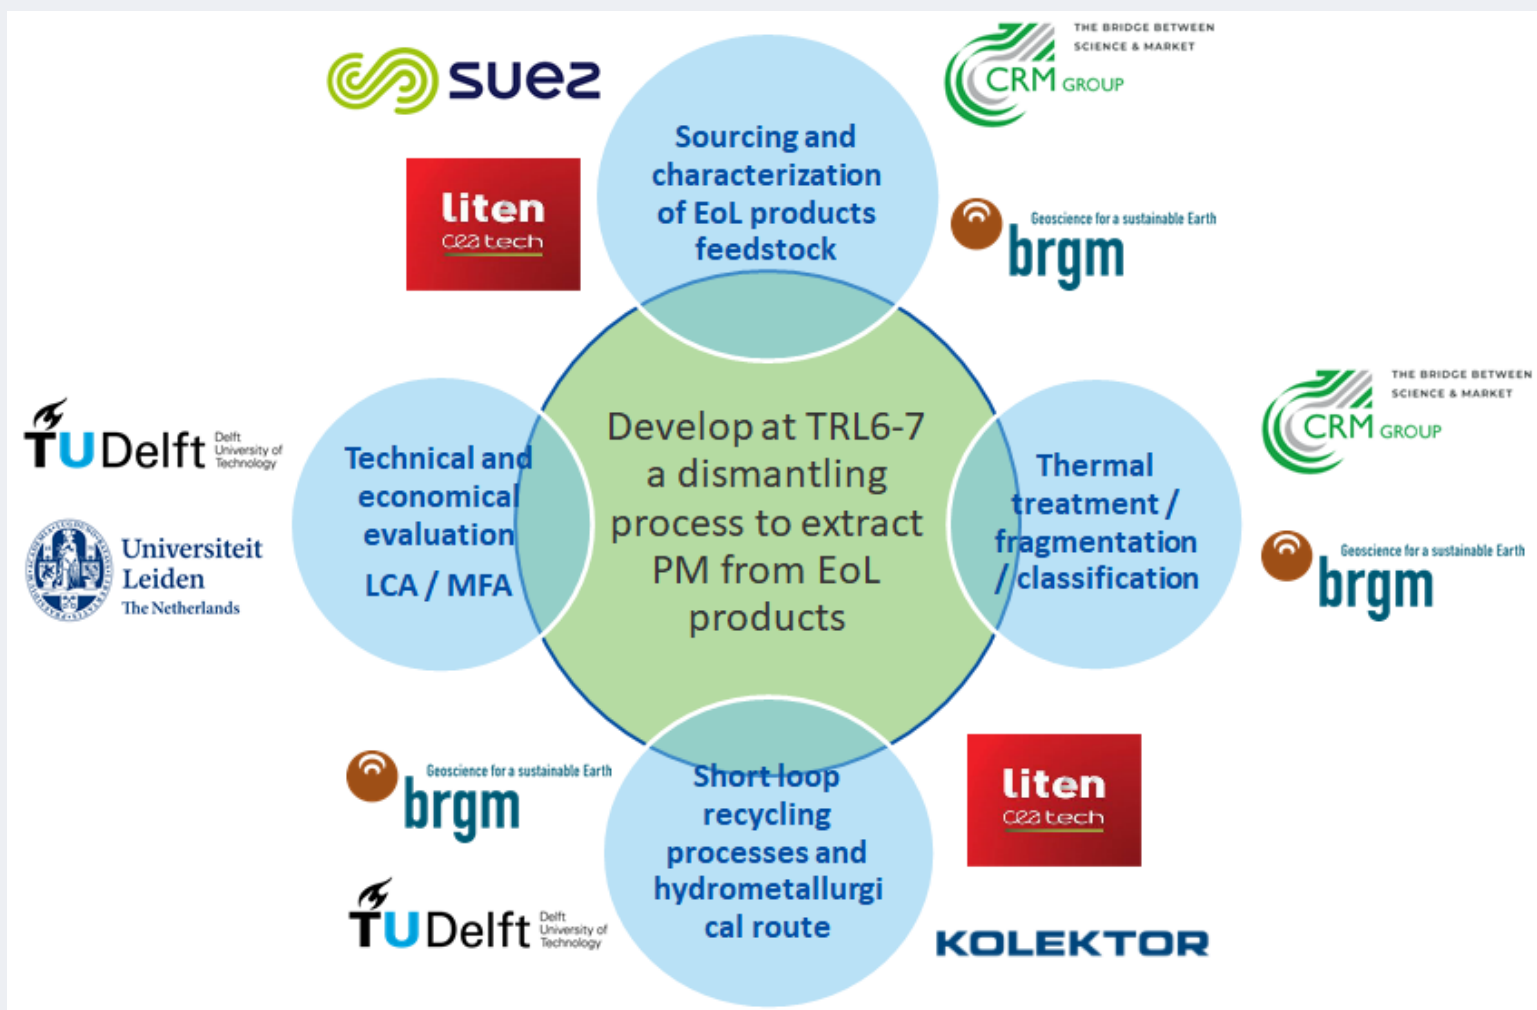 suez
THE BRIDGE BETWEEN
SCIENCE & MARKET
CRM GROUP
liten
cea tech
Sourcing and
characterization
of EoL products
feedstock
Geoscience for a sustainable Earth
brgm
TU Delft
Delft
University of
Technology
Universiteit
Leiden
The Netherlands
Technical and
economical
evaluation
LCA / MFA
Develop at TRL6-7
a dismantling
process to extract
PM from EoL
products
Thermal
treatment /
fragmentation
/ classification
THE BRIDGE BETWEEN
SCIENCE & MARKET
CRM GROUP
Geoscience for a sustainable Earth
brgm
Geoscience for a sustainable Earth
brgm
TU Delft
Delft
University of
Technology
Short loop
recycling
processes and
hydrometallurgi
cal route
liten
cea tech
KOLEKTOR